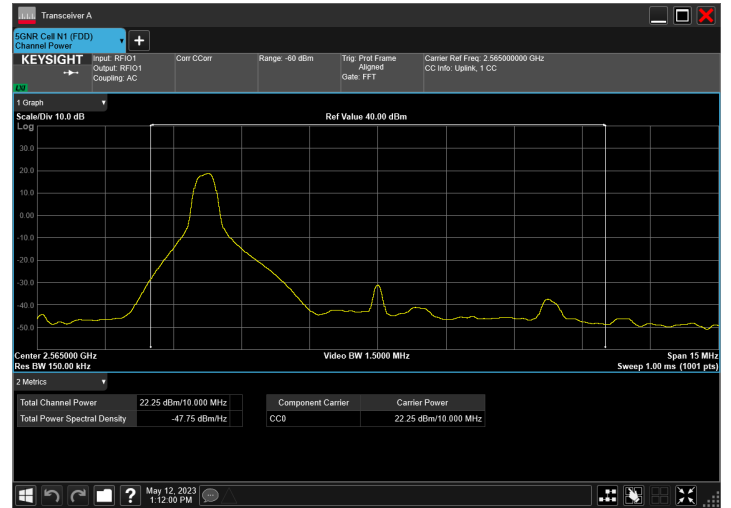 Transceiver A
5GNR Cell N1 (FDD)
Channel Power
KEYSIGHT
Input: RFIO1
Output: RFIO1
Coupling: AC
Corr CCorr
Range: -60 dBm
Trig: Prot Frame
Aligned
Gate: FFT
Carrier Ref Freq: 2.565000000 GHz
CC Info: Uplink, 1 CC
LXI
1 Graph
Scale/Div 10.0 dB
Ref Value 40.00 dBm
Log
30.0
20.0
10.0
0.00
-10.0
-20.0
-30.0
-40.0
-50.0
Center 2.565000 GHz
Video BW 1.5000 MHz
Span 15 MHz
Res BW 150.00 kHz
Sweep 1.00 ms (1001 pts)
2 Metrics
Total Channel Power 22.25 dBm/10.000 MHz
Total Power Spectral Density -47.75 dBm/Hz
Component Carrier Carrier Power
CC0 22.25 dBm/10.000 MHz
?
May 12, 2023
1:12:00 PM